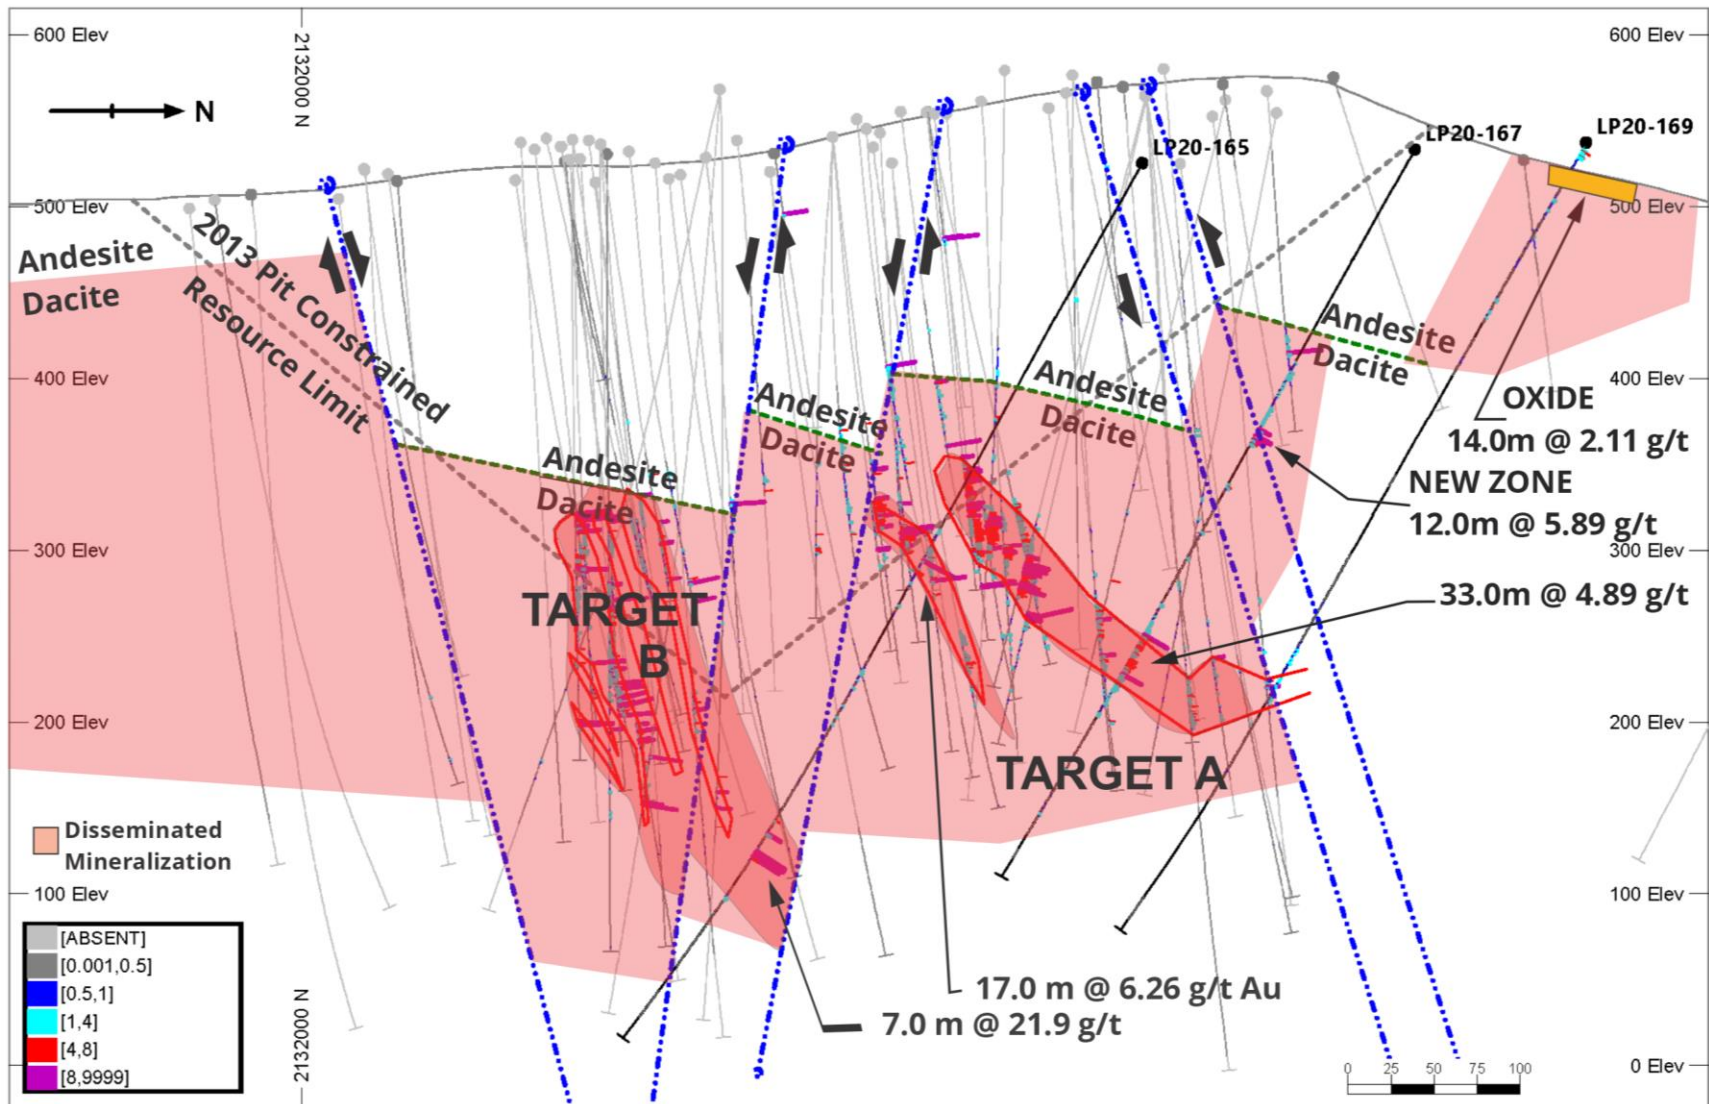 600 Elev
600 Elev
2132000 N
N
LP20-165
LP20-167
LP20-169
500 Elev
500 Elev
Andesite
Dacite
2013 Pit Constrained
Resource Limit
Andesite
Dacite
400 Elev
400 Elev
Andesite
Dacite
Andesite
Dacite
OXIDE
14.0m @ 2.11 g/t
Andesite
Dacite
NEW ZONE
12.0m @ 5.89 g/t
300 Elev
300 Elev
33.0m @ 4.89 g/t
TARGET
B
200 Elev
200 Elev
TARGET A
Disseminated
Mineralization
100 Elev
100 Elev
[ABSENT]
[0.001,0.5]
[0.5,1]
[1,4]
[4,8]
[8,9999]
2132000 N
17.0 m @ 6.26 g/t Au
7.0 m @ 21.9 g/t
0 Elev
0 25 50 75 100